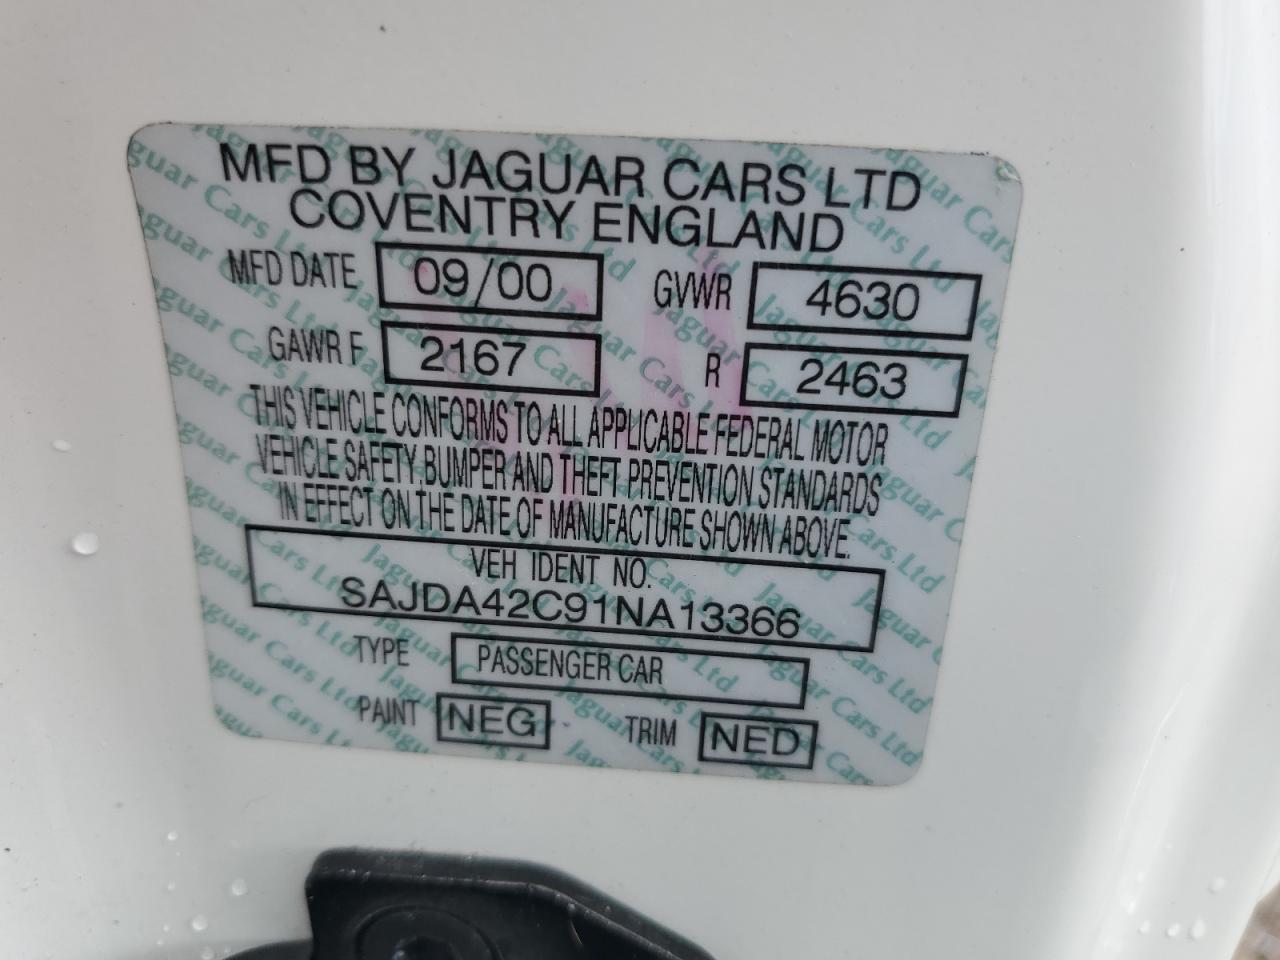 MFD BY JAGUAR CARS LTD
COVENTRY ENGLAND
MFD DATE 09/00 GVWR 4630
GAWR F 2167 R 2463
THIS VEHICLE CONFORMS TO ALL APPLICABLE FEDERAL MOTOR
VEHICLE SAFETY, BUMPER AND THEFT PREVENTION STANDARDS
IN EFFECT ON THE DATE OF MANUFACTURE SHOWN ABOVE.
VEH IDENT NO.
SAJDA42C91NA13366
TYPE PASSENGER CAR
PAINT NEG TRIM NED